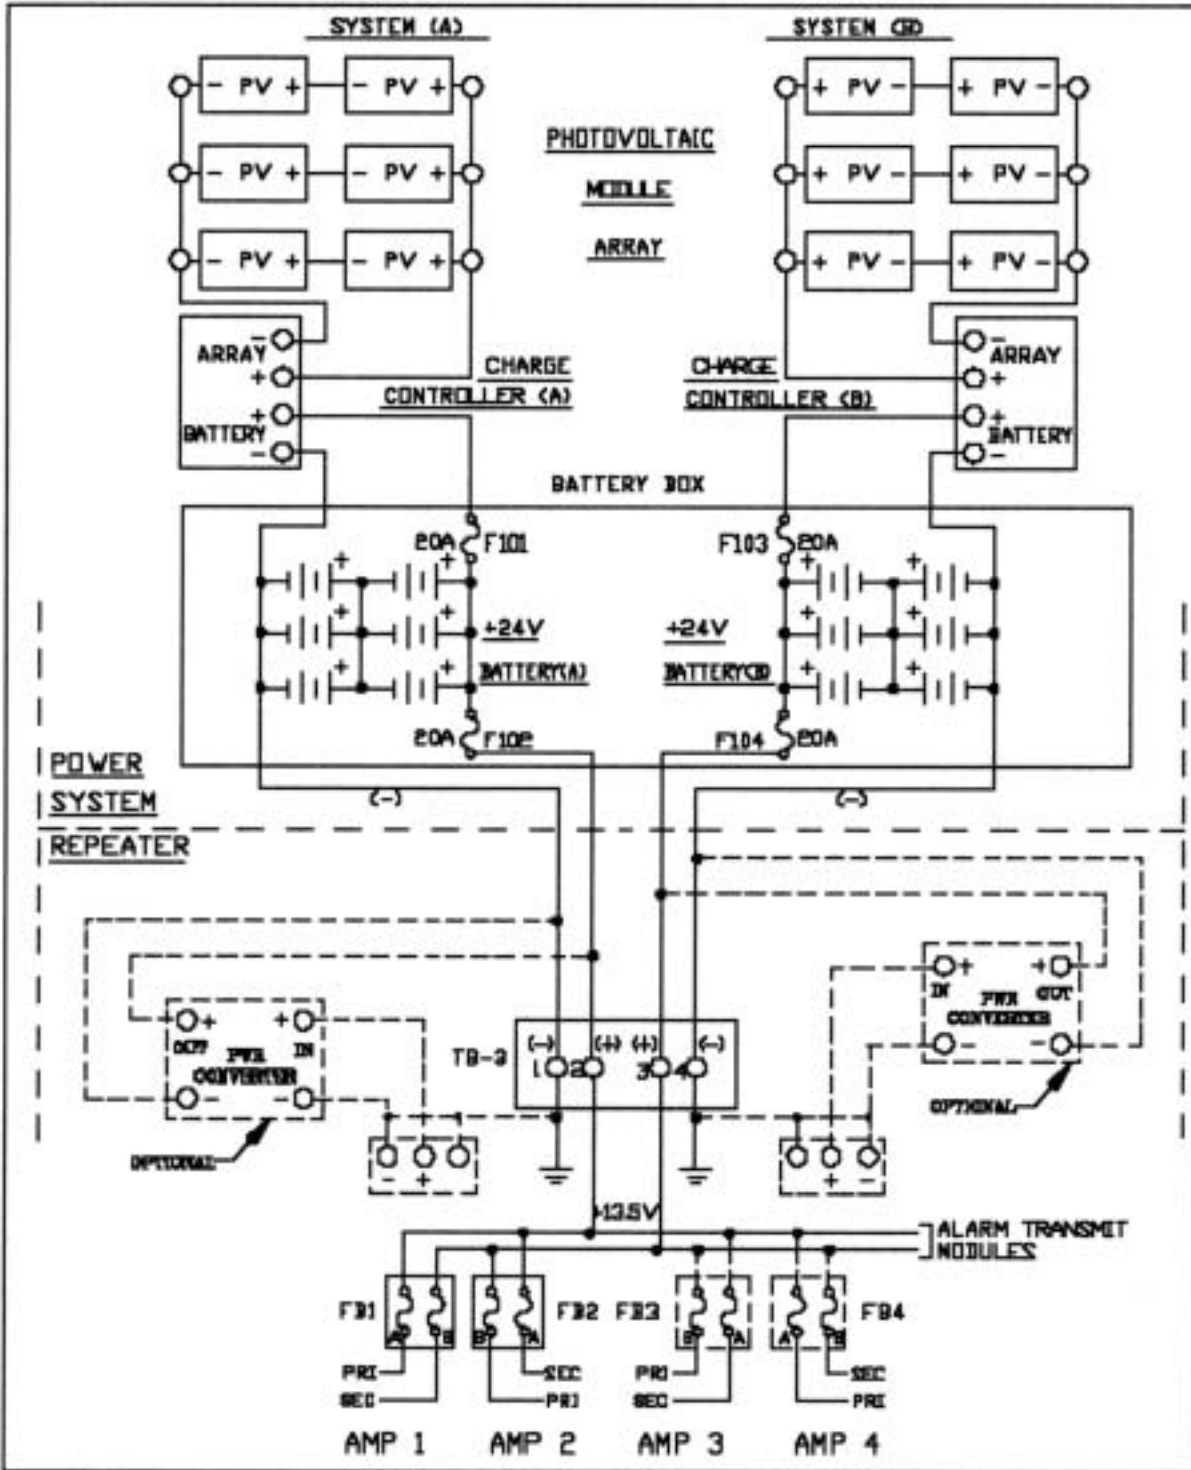 SYSTEM (A)
SYSTEM (B)
- PV + - PV +
+ PV - + PV -
PHOTOVOLTAIC
MODULE
ARRAY
- PV + - PV +
+ PV - + PV -
- PV + - PV +
+ PV - + PV -
- ARRAY +
+ BATTERY -
CHARGE
CONTROLLER (A)
CHARGE
CONTROLLER (B)
- ARRAY +
+ BATTERY -
BATTERY BOX
20A F101
F103 20A
+ +
+ +
+ +
+ +
+ +
+ +
+24V
BATTERY(A)
+24V
BATTERY(B)
20A F102
F104 20A
POWER
SYSTEM
(-)
(-)
REPEATER
+ +
OUT IN
PWR
CONVERTER
- -
OPTIONAL
+ +
IN OUT
PWR
CONVERTER
- -
OPTIONAL
TB-3
(-) (+) (+) (-)
1 2 3 4
- +
+ -
+13.5V
ALARM TRANSMIT
MODULES
FB1 A B
B A FB2
FB3 B A
A B FB4
PRI
SEC
SEC
PRI
PRI
SEC
SEC
PRI
AMP 1 AMP 2 AMP 3 AMP 4